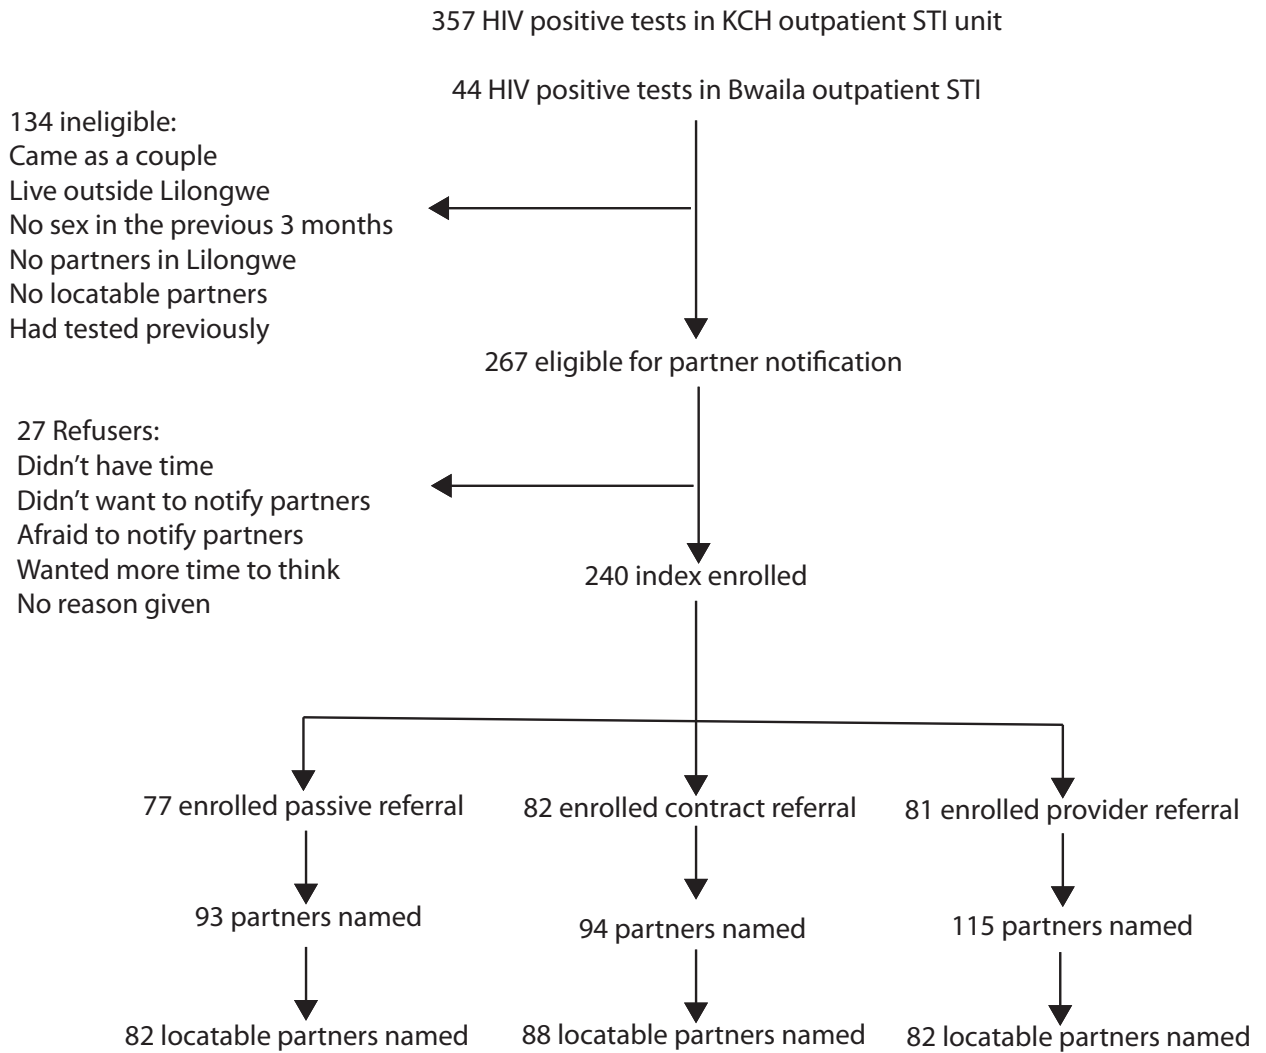 357 HIV positive tests in KCH outpatient STI unit
44 HIV positive tests in Bwaila outpatient STI
134 ineligible:
Came as a couple
Live outside Lilongwe
No sex in the previous 3 months
No partners in Lilongwe
No locatable partners
Had tested previously
267 eligible for partner notification
27 Refusers:
Didn't have time
Didn't want to notify partners
Afraid to notify partners
Wanted more time to think
No reason given
240 index enrolled
77 enrolled passive referral
82 enrolled contract referral
81 enrolled provider referral
93 partners named
94 partners named
115 partners named
82 locatable partners named
88 locatable partners named
82 locatable partners named